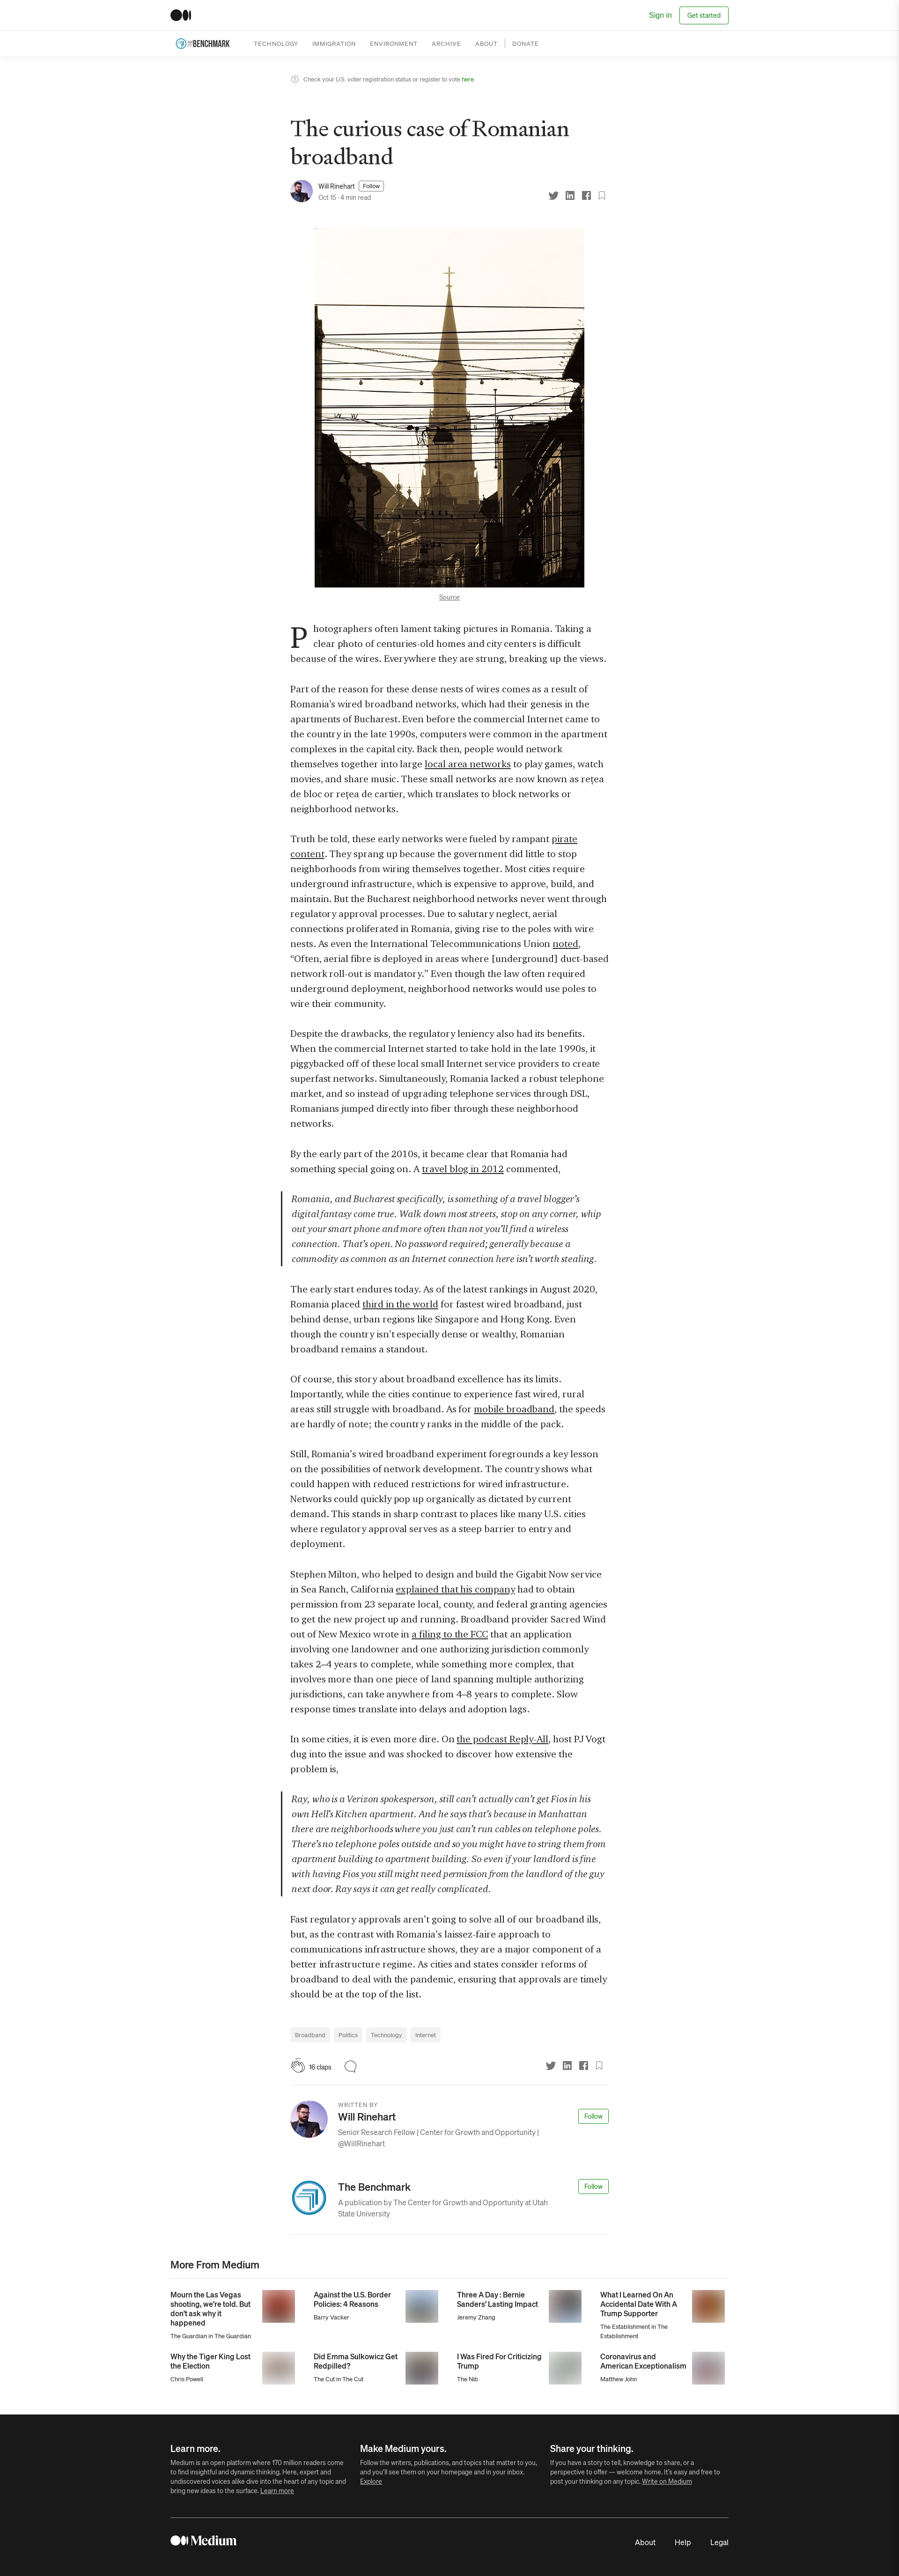 Sign in
Get started
THE BENCHMARK
TECHNOLOGY
IMMIGRATION
ENVIRONMENT
ARCHIVE
ABOUT
DONATE
Check your U.S. voter registration status or register to vote here.
The curious case of Romanian
broadband
Will Rinehart
Follow
Oct 15 · 4 min read
Source
Photographers often lament taking pictures in Romania. Taking a
clear photo of centuries-old homes and city centers is difficult
because of the wires. Everywhere they are strung, breaking up the views.
Part of the reason for these dense nests of wires comes as a result of
Romania's wired broadband networks, which had their genesis in the
apartments of Bucharest. Even before the commercial Internet came to
the country in the late 1990s, computers were common in the apartment
complexes in the capital city. Back then, people would network
themselves together into large local area networks to play games, watch
movies, and share music. These small networks are now known as rețea
de bloc or rețea de cartier, which translates to block networks or
neighborhood networks.
Truth be told, these early networks were fueled by rampant pirate
content. They sprang up because the government did little to stop
neighborhoods from wiring themselves together. Most cities require
underground infrastructure, which is expensive to approve, build, and
maintain. But the Bucharest neighborhood networks never went through
regulatory approval processes. Due to salutary neglect, aerial
connections proliferated in Romania, giving rise to the poles with wire
nests. As even the International Telecommunications Union noted,
“Often, aerial fibre is deployed in areas where [underground] duct-based
network roll-out is mandatory.” Even though the law often required
underground deployment, neighborhood networks would use poles to
wire their community.
Despite the drawbacks, the regulatory leniency also had its benefits.
When the commercial Internet started to take hold in the late 1990s, it
piggybacked off of these local small Internet service providers to create
superfast networks. Simultaneously, Romania lacked a robust telephone
market, and so instead of upgrading telephone services through DSL,
Romanians jumped directly into fiber through these neighborhood
networks.
By the early part of the 2010s, it became clear that Romania had
something special going on. A travel blog in 2012 commented,
Romania, and Bucharest specifically, is something of a travel blogger's
digital fantasy come true. Walk down most streets, stop on any corner, whip
out your smart phone and more often than not you'll find a wireless
connection. That's open. No password required; generally because a
commodity as common as an Internet connection here isn't worth stealing.
The early start endures today. As of the latest rankings in August 2020,
Romania placed third in the world for fastest wired broadband, just
behind dense, urban regions like Singapore and Hong Kong. Even
though the country isn't especially dense or wealthy, Romanian
broadband remains a standout.
Of course, this story about broadband excellence has its limits.
Importantly, while the cities continue to experience fast wired, rural
areas still struggle with broadband. As for mobile broadband, the speeds
are hardly of note; the country ranks in the middle of the pack.
Still, Romania's wired broadband experiment foregrounds a key lesson
on the possibilities of network development. The country shows what
could happen with reduced restrictions for wired infrastructure.
Networks could quickly pop up organically as dictated by current
demand. This stands in sharp contrast to places like many U.S. cities
where regulatory approval serves as a steep barrier to entry and
deployment.
Stephen Milton, who helped to design and build the Gigabit Now service
in Sea Ranch, California explained that his company had to obtain
permission from 23 separate local, county, and federal granting agencies
to get the new project up and running. Broadband provider Sacred Wind
out of New Mexico wrote in a filing to the FCC that an application
involving one landowner and one authorizing jurisdiction commonly
takes 2–4 years to complete, while something more complex, that
involves more than one piece of land spanning multiple authorizing
jurisdictions, can take anywhere from 4–8 years to complete. Slow
response times translate into delays and adoption lags.
In some cities, it is even more dire. On the podcast Reply-All, host PJ Vogt
dug into the issue and was shocked to discover how extensive the
problem is,
Ray, who is a Verizon spokesperson, still can't actually can't get Fios in his
own Hell's Kitchen apartment. And he says that's because in Manhattan
there are neighborhoods where you just can't run cables on telephone poles.
There's no telephone poles outside and so you might have to string them from
apartment building to apartment building. So even if your landlord is fine
with having Fios you still might need permission from the landlord of the guy
next door. Ray says it can get really complicated.
Fast regulatory approvals aren't going to solve all of our broadband ills,
but, as the contrast with Romania's laissez-faire approach to
communications infrastructure shows, they are a major component of a
better infrastructure regime. As cities and states consider reforms of
broadband to deal with the pandemic, ensuring that approvals are timely
should be at the top of the list.
Broadband
Politics
Technology
Internet
16 claps
WRITTEN BY
Will Rinehart
Follow
Senior Research Fellow | Center for Growth and Opportunity |
@WillRinehart
The Benchmark
Follow
A publication by The Center for Growth and Opportunity at Utah
State University
More From Medium
Mourn the Las Vegas
shooting, we're told. But
don't ask why it
happened
The Guardian in The Guardian
Against the U.S. Border
Policies: 4 Reasons
Barry Vacker
Three A Day : Bernie
Sanders' Lasting Impact
Jeremy Zhang
What I Learned On An
Accidental Date With A
Trump Supporter
The Establishment in The
Establishment
Why the Tiger King Lost
the Election
Chris Powell
Did Emma Sulkowicz Get
Redpilled?
The Cut in The Cut
I Was Fired For Criticizing
Trump
The Nib
Coronavirus and
American Exceptionalism
Matthew John
Learn more.
Medium is an open platform where 170 million readers come
to find insightful and dynamic thinking. Here, expert and
undiscovered voices alike dive into the heart of any topic and
bring new ideas to the surface. Learn more
Make Medium yours.
Follow the writers, publications, and topics that matter to you,
and you'll see them on your homepage and in your inbox.
Explore
Share your thinking.
If you have a story to tell, knowledge to share, or a
perspective to offer — welcome home. It's easy and free to
post your thinking on any topic. Write on Medium
Medium
About
Help
Legal